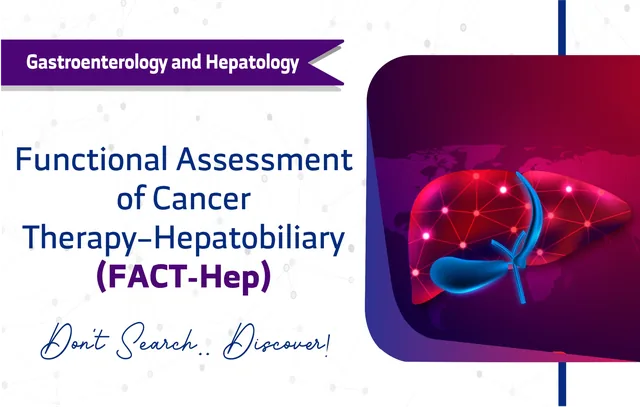 Gastroenterology and Hepatology
Functional Assessment
of Cancer
Therapy–Hepatobiliary
(FACT-Hep)
Don't Search.. Discover!